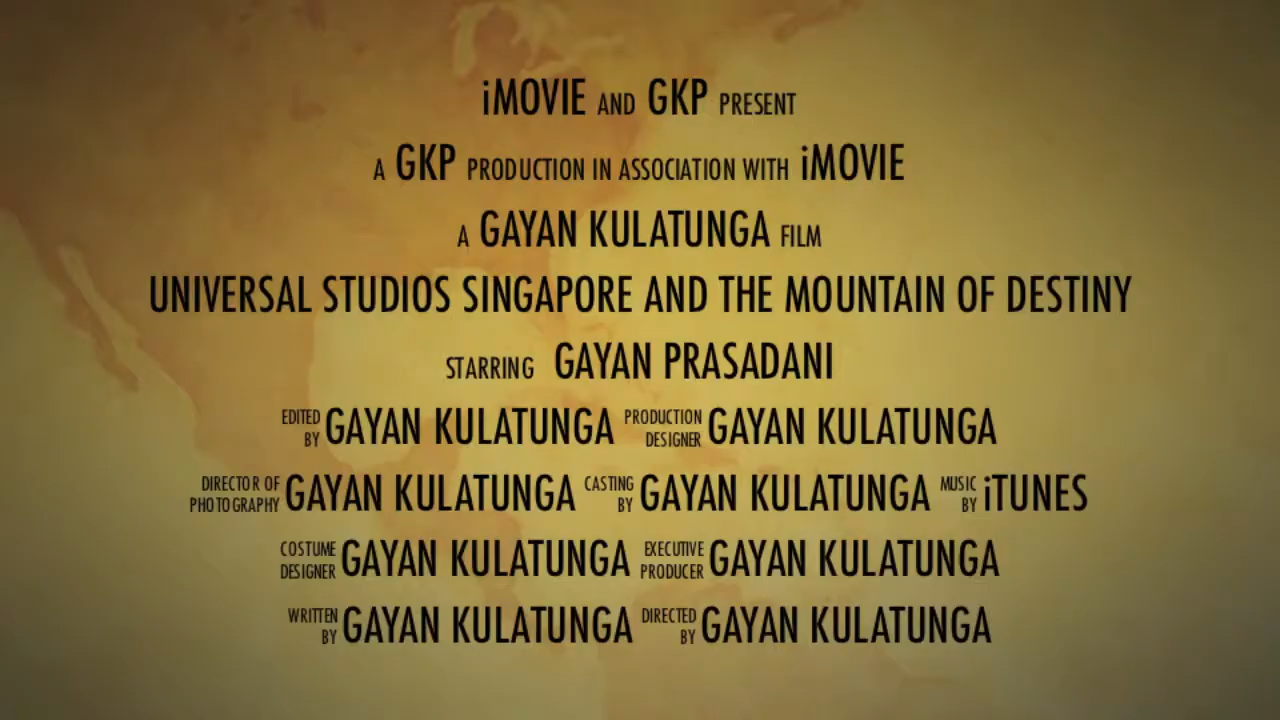 iMOVIE AND GKP PRESENT
A GKP PRODUCTION IN ASSOCIATION WITH iMOVIE
A GAYAN KULATUNGA FILM
UNIVERSAL STUDIOS SINGAPORE AND THE MOUNTAIN OF DESTINY
STARRING GAYAN PRASADANI
EDITED BY GAYAN KULATUNGA PRODUCTION DESIGNER GAYAN KULATUNGA
DIRECTOR OF PHOTOGRAPHY GAYAN KULATUNGA CASTING BY GAYAN KULATUNGA MUSIC BY iTUNES
COSTUME DESIGNER GAYAN KULATUNGA EXECUTIVE PRODUCER GAYAN KULATUNGA
WRITTEN BY GAYAN KULATUNGA DIRECTED BY GAYAN KULATUNGA